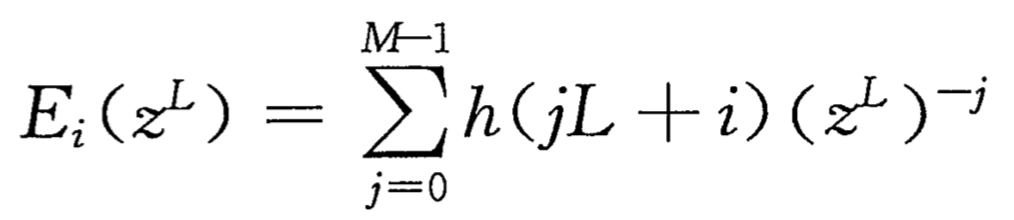 $E_i(z^L) = \sum_{j=0}^{M-1} h(jL+i)(z^L)^{-j}$